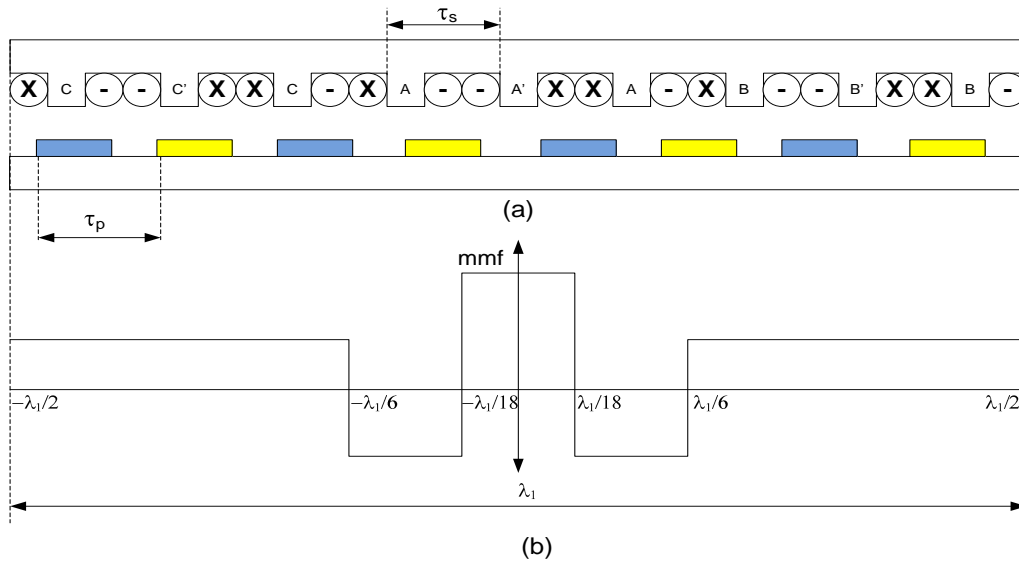 τs
X C - - C' X X C - X A - - A' X X A - X B - - B' X X B -
(a)
τp
mmf
−λ1/2 −λ1/6 −λ1/18 λ1/18 λ1/6 λ1/2
λ1
(b)